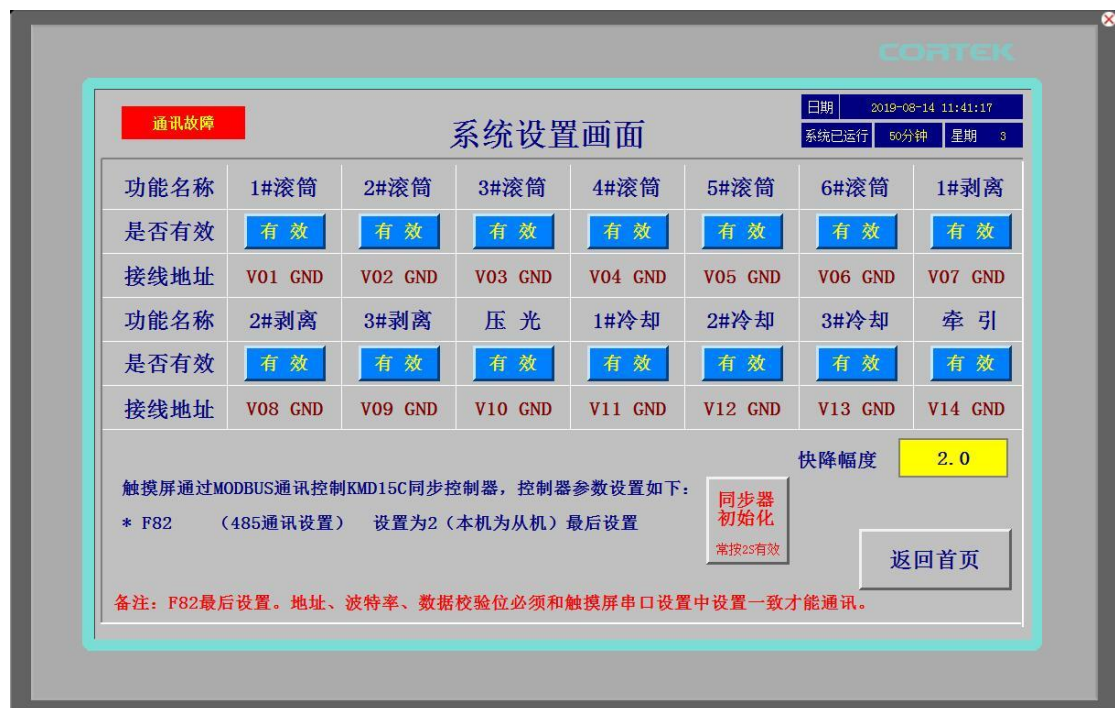 CORTEK
通讯故障
系统设置画面
日期 2019-08-14 11:41:17
系统已运行 50分钟 星期 3
功能名称 1#滚筒 2#滚筒 3#滚筒 4#滚筒 5#滚筒 6#滚筒 1#剥离
是否有效 有 效 有 效 有 效 有 效 有 效 有 效 有 效
接线地址 V01 GND V02 GND V03 GND V04 GND V05 GND V06 GND V07 GND
功能名称 2#剥离 3#剥离 压 光 1#冷却 2#冷却 3#冷却 牵 引
是否有效 有 效 有 效 有 效 有 效 有 效 有 效 有 效
接线地址 V08 GND V09 GND V10 GND V11 GND V12 GND V13 GND V14 GND
快降幅度 2.0
触摸屏通过MODBUS通讯控制KMD15C同步控制器，控制器参数设置如下：
* F82 （485通讯设置） 设置为2（本机为从机）最后设置
同步器
初始化
常按2S有效
返回首页
备注：F82最后设置。地址、波特率、数据校验位必须和触摸屏串口设置中设置一致才能通讯。